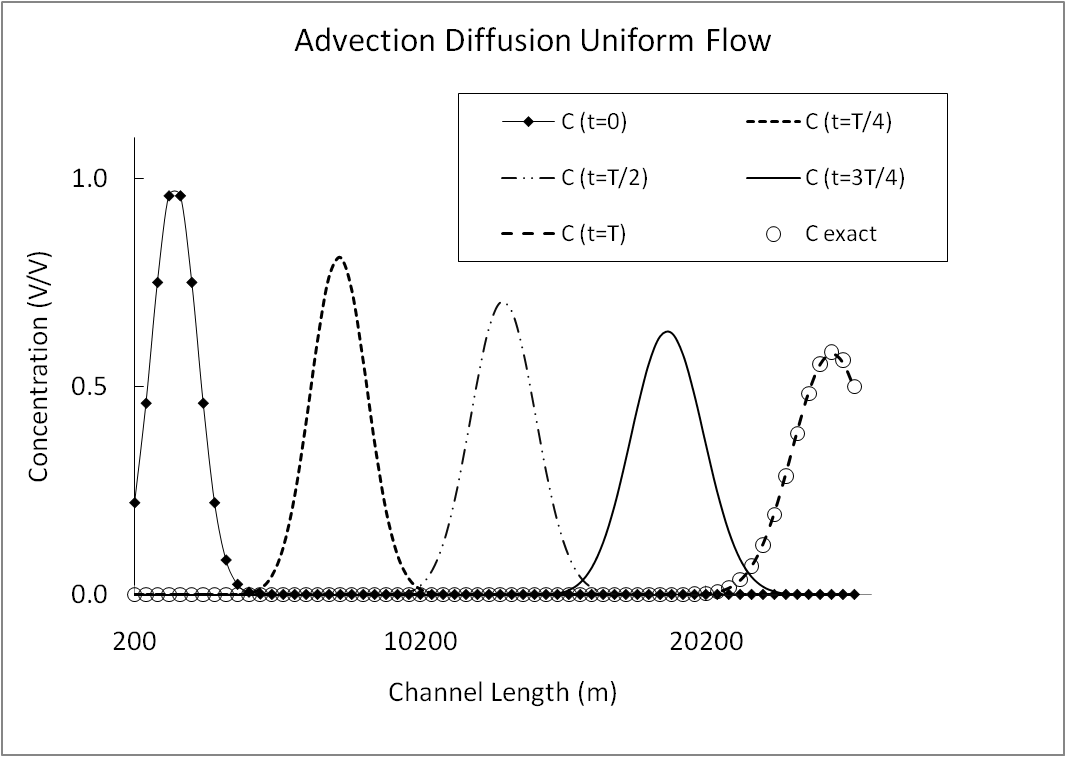 Advection Diffusion Uniform Flow
C (t=0)
C (t=T/4)
C (t=T/2)
C (t=3T/4)
C (t=T)
C exact
Concentration (V/V)
1.0
0.5
0.0
200
10200
20200
Channel Length (m)